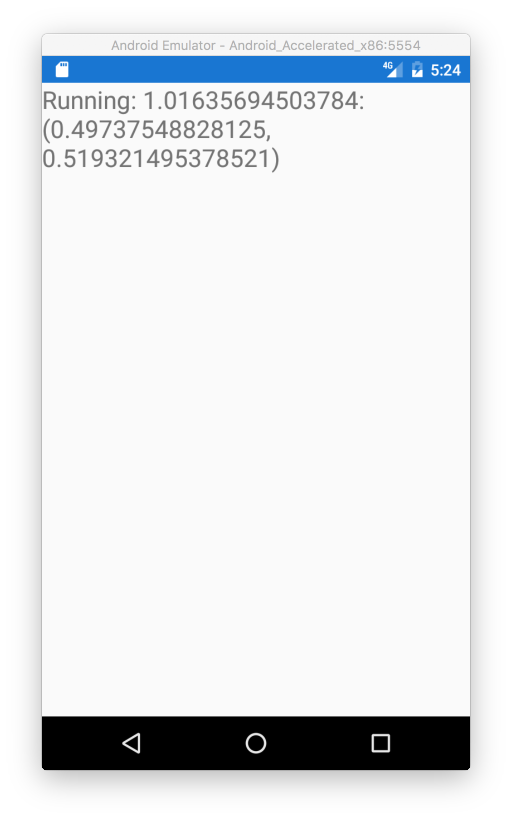 Android Emulator - Android_Accelerated_x86:5554
4G 5:24
Running: 1.01635694503784:
(0.49737548828125,
0.519321495378521)